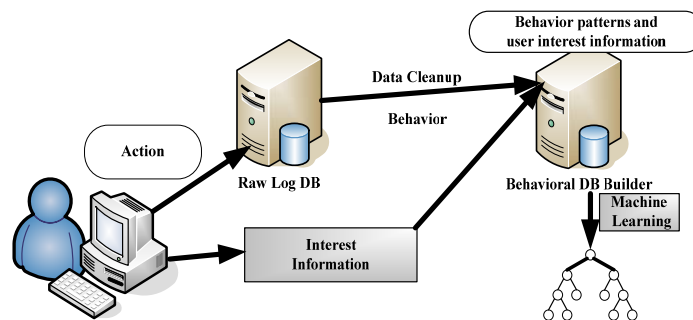 Behavior patterns and
user interest information
Data Cleanup
Behavior
Action
Raw Log DB
Behavioral DB Builder
Machine
Learning
Interest
Information